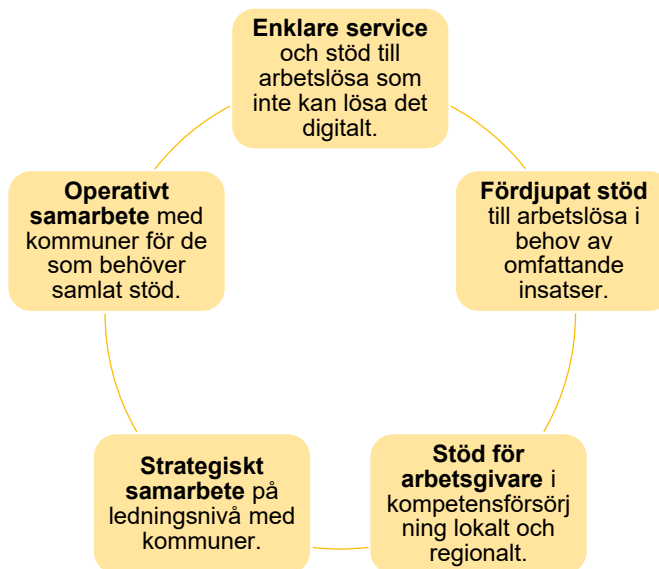 Enklare service
och stöd till
arbetslösa som
inte kan lösa det
digitalt.
Fördjupat stöd
till arbetslösa i
behov av
omfattande
insatser.
Stöd för
arbetsgivare i
kompetensförsörj
ning lokalt och
regionalt.
Strategiskt
samarbete på
ledningsnivå med
kommuner.
Operativt
samarbete med
kommuner för de
som behöver
samlat stöd.